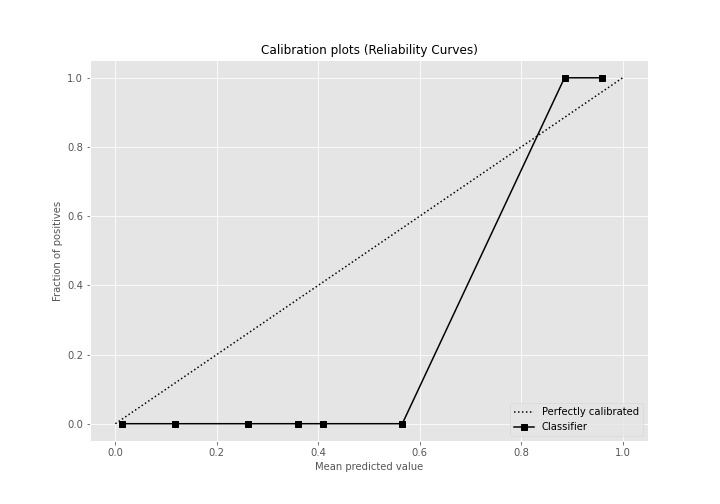 Calibration plots (Reliability Curves)
1.0
0.8
0.6
0.4
0.2
0.0
Fraction of positives
Perfectly calibrated
Classifier
0.0 0.2 0.4 0.6 0.8 1.0
Mean predicted value